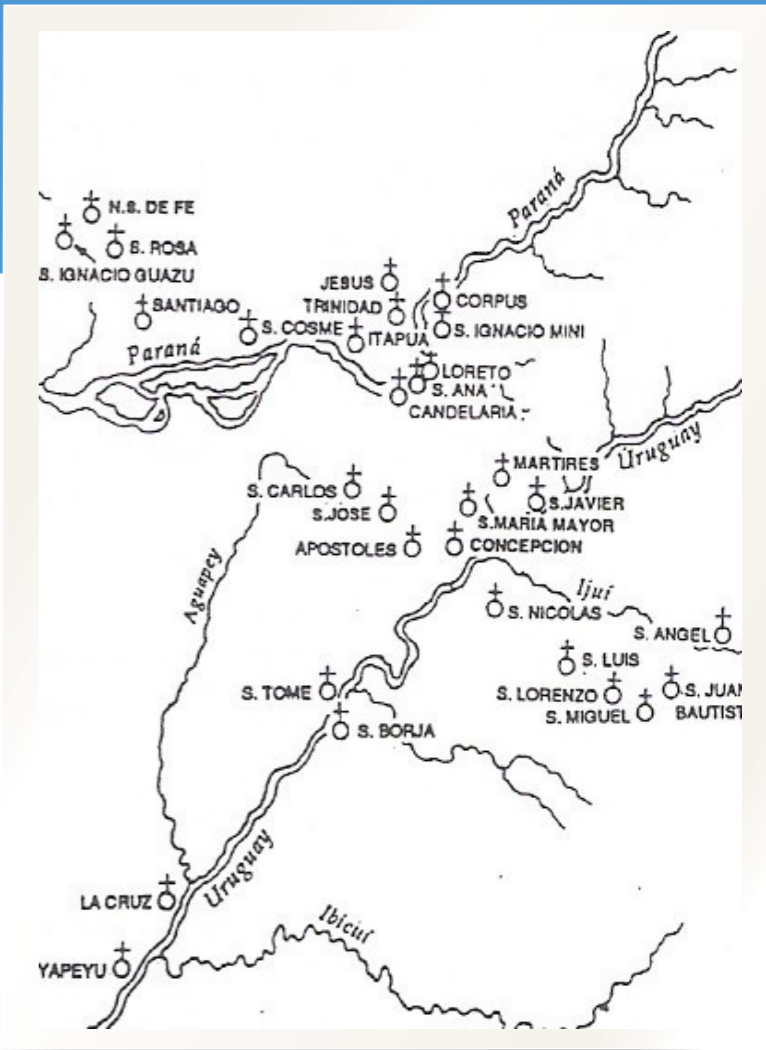 Paraná
N.S. DE FE
S. ROSA
S. IGNACIO GUAZU
JESUS
SANTIAGO
TRINIDAD
CORPUS
S. COSME
ITAPUA
S. IGNACIO MINI
Paraná
LORETO
S. ANA
CANDELARIA
Uruguay
MARTIRES
S. CARLOS
S.JAVIER
S.JOSE
S.MARIA MAYOR
APOSTOLES
CONCEPCION
Aguapey
Ijuí
S. NICOLAS
S. ANGEL
S. LUIS
S. TOME
S. LORENZO
S. JUAN
S. MIGUEL
BAUTIST
S. BORJA
Uruguay
LA CRUZ
Ibicuí
YAPEYU